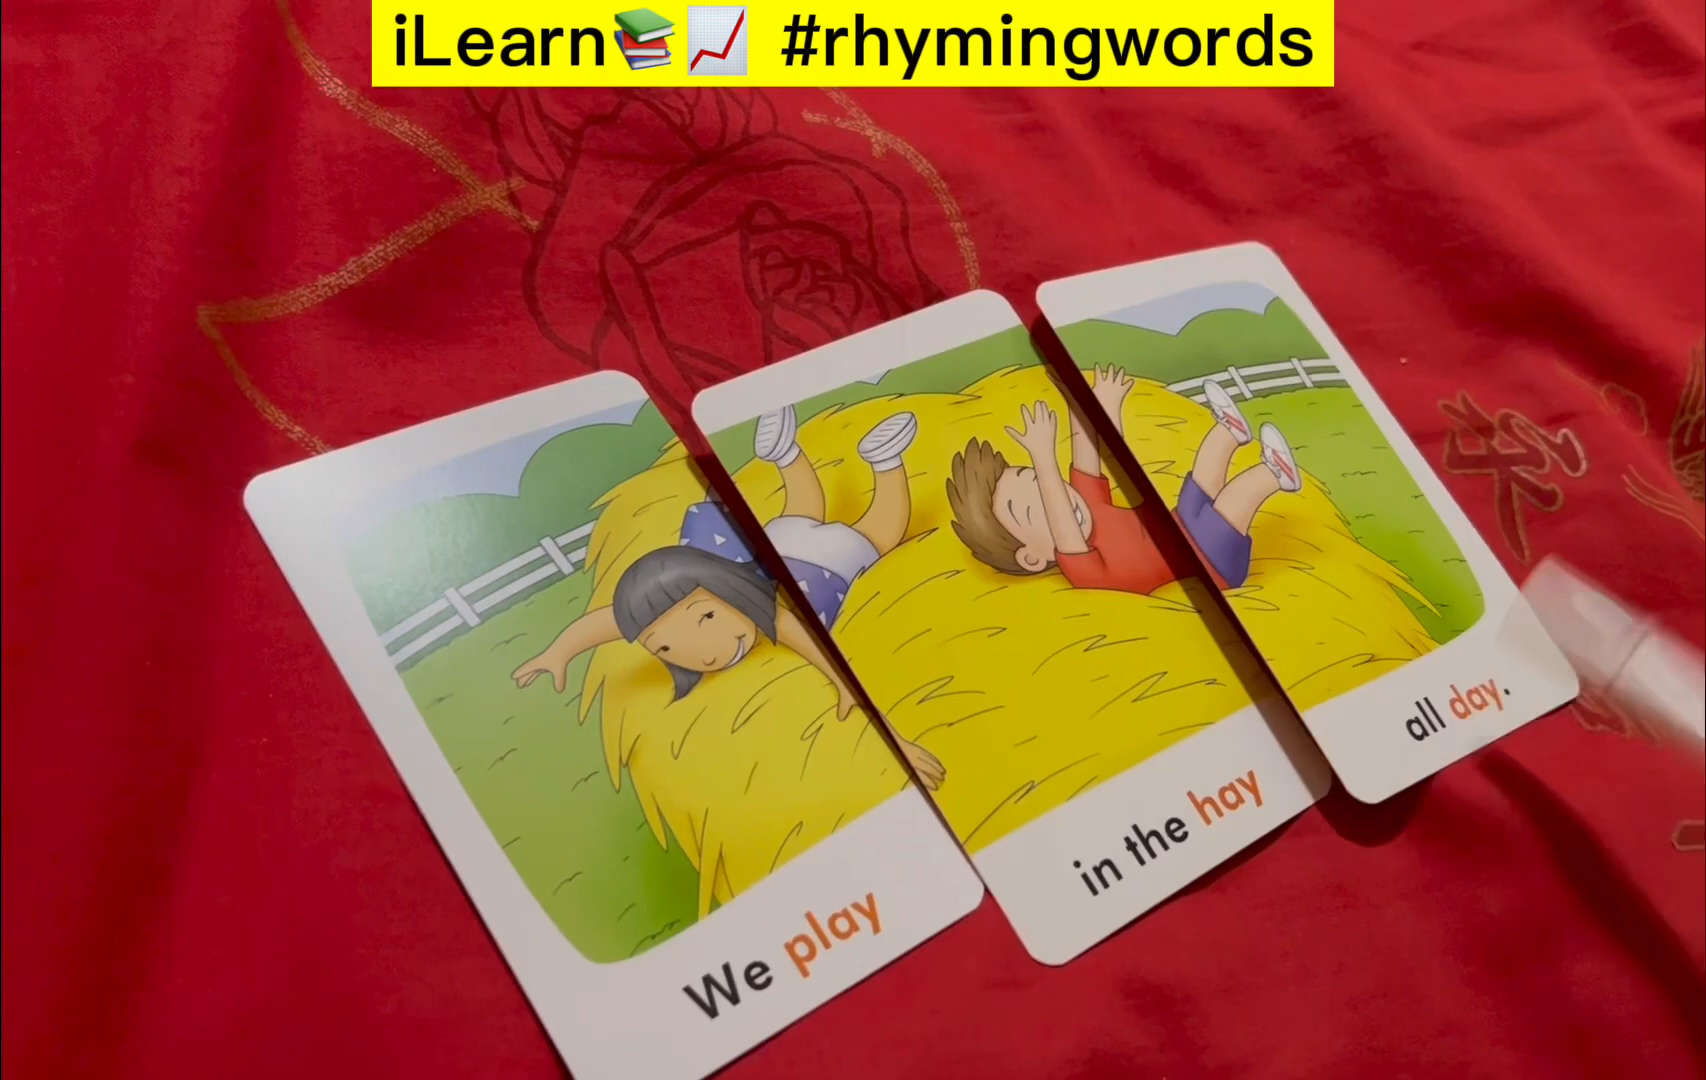 iLearn📚📈 #rhymingwords
We play
in the hay
all day.